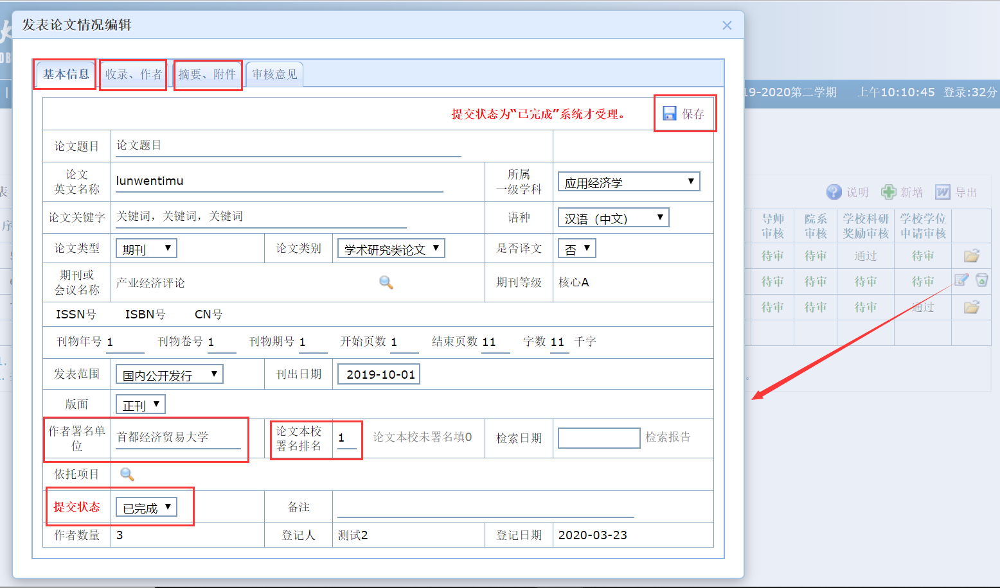 发表论文情况编辑
×
基本信息 收录、作者 摘要、附件 审核意见
19-2020第二学期 上午10:10:45 登录:32分
提交状态为“已完成”系统才受理。 保存
论文题目 论文题目
论文
英文名称 lunwentimu 所属
一级学科 应用经济学
论文关键字 关键词，关键词，关键词 语种 汉语（中文）
论文类型 期刊 论文类别 学术研究类论文 是否译文 否
期刊或
会议名称 产业经济评论 期刊等级 核心A
ISSN号 ISBN号 CN号
刊物年号 1 刊物卷号 1 刊物期号 1 开始页数 1 结束页数 11 字数 11 千字
发表范围 国内公开发行 刊出日期 2019-10-01
版面 正刊
作者署名单
位 首都经济贸易大学 论文本校
署名排名 1 论文本校未署名填0 检索日期 检索报告
依托项目
提交状态 已完成 备注
作者数量 3 登记人 测试2 登记日期 2020-03-23
说明 新增 导出
导师
审核 院系
审核 学校科研
奖励审核 学校学位
申请审核
待审 待审 通过 待审
待审 待审 待审 待审
待审 待审 待审 通过